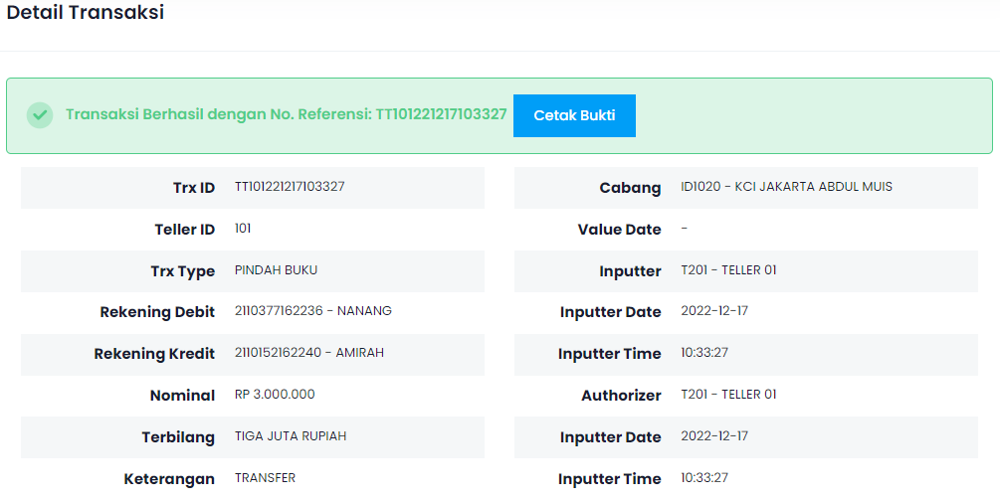 Detail Transaksi
Transaksi Berhasil dengan No. Referensi: TT101221217103327 Cetak Bukti
Trx ID TT101221217103327 Cabang ID1020 - KCI JAKARTA ABDUL MUIS
Teller ID 101 Value Date -
Trx Type PINDAH BUKU Inputter T201 - TELLER 01
Rekening Debit 2110377162236 - NANANG Inputter Date 2022-12-17
Rekening Kredit 2110152162240 - AMIRAH Inputter Time 10:33:27
Nominal RP 3.000.000 Authorizer T201 - TELLER 01
Terbilang TIGA JUTA RUPIAH Inputter Date 2022-12-17
Keterangan TRANSFER Inputter Time 10:33:27